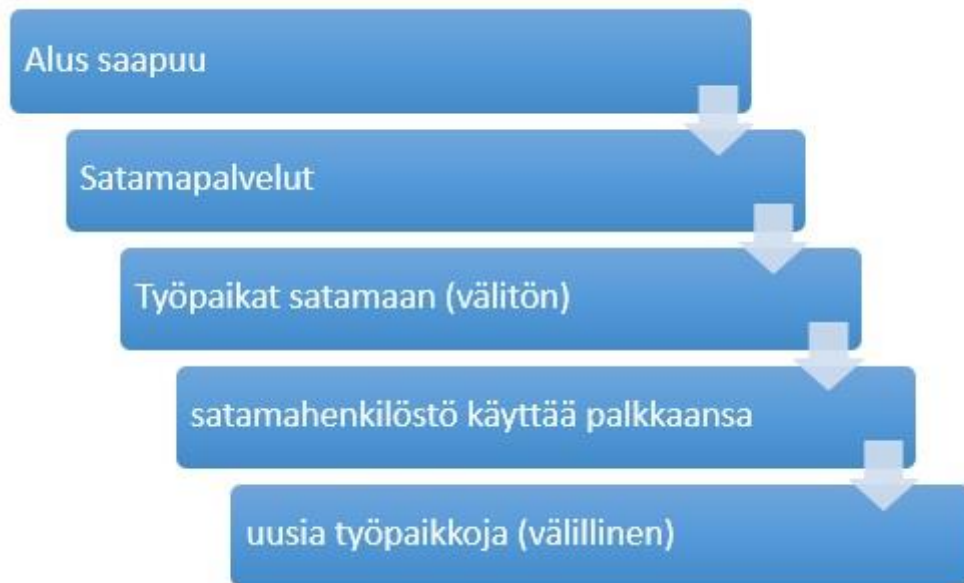 Alus saapuu
Satamapalvelut
Työpaikat satamaan (välitön)
satamahenkilöstö käyttää palkkaansa
uusia työpaikkoja (välillinen)